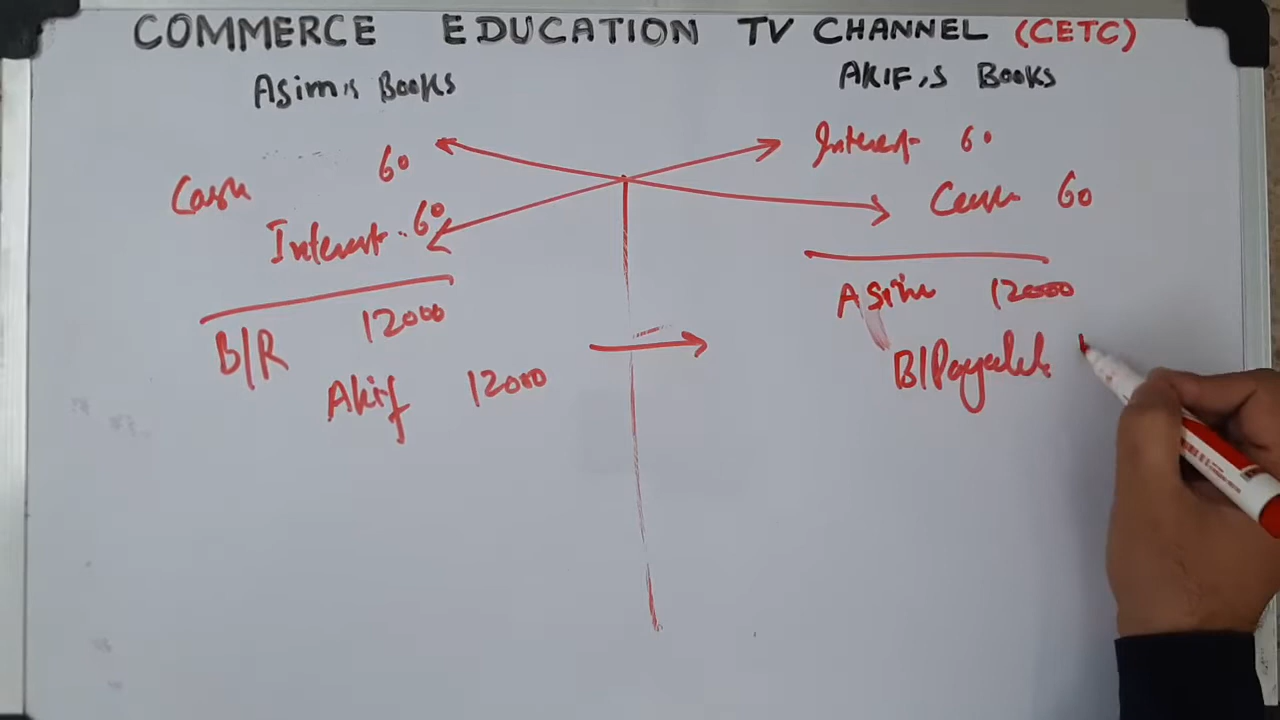 COMMERCE EDUCATION TV CHANNEL (CETC)
Asim,s Books
Cash 60
Interest 60
B/R 12000
Akif 12000
AKIF,S Books
Interest 60
Cash 60
Asim 12000
B/Payable